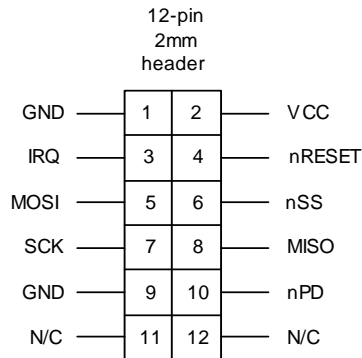 12-pin
2mm
header
GND 1 2 VCC
IRQ 3 4 nRESET
MOSI 5 6 nSS
SCK 7 8 MISO
GND 9 10 nPD
N/C 11 12 N/C